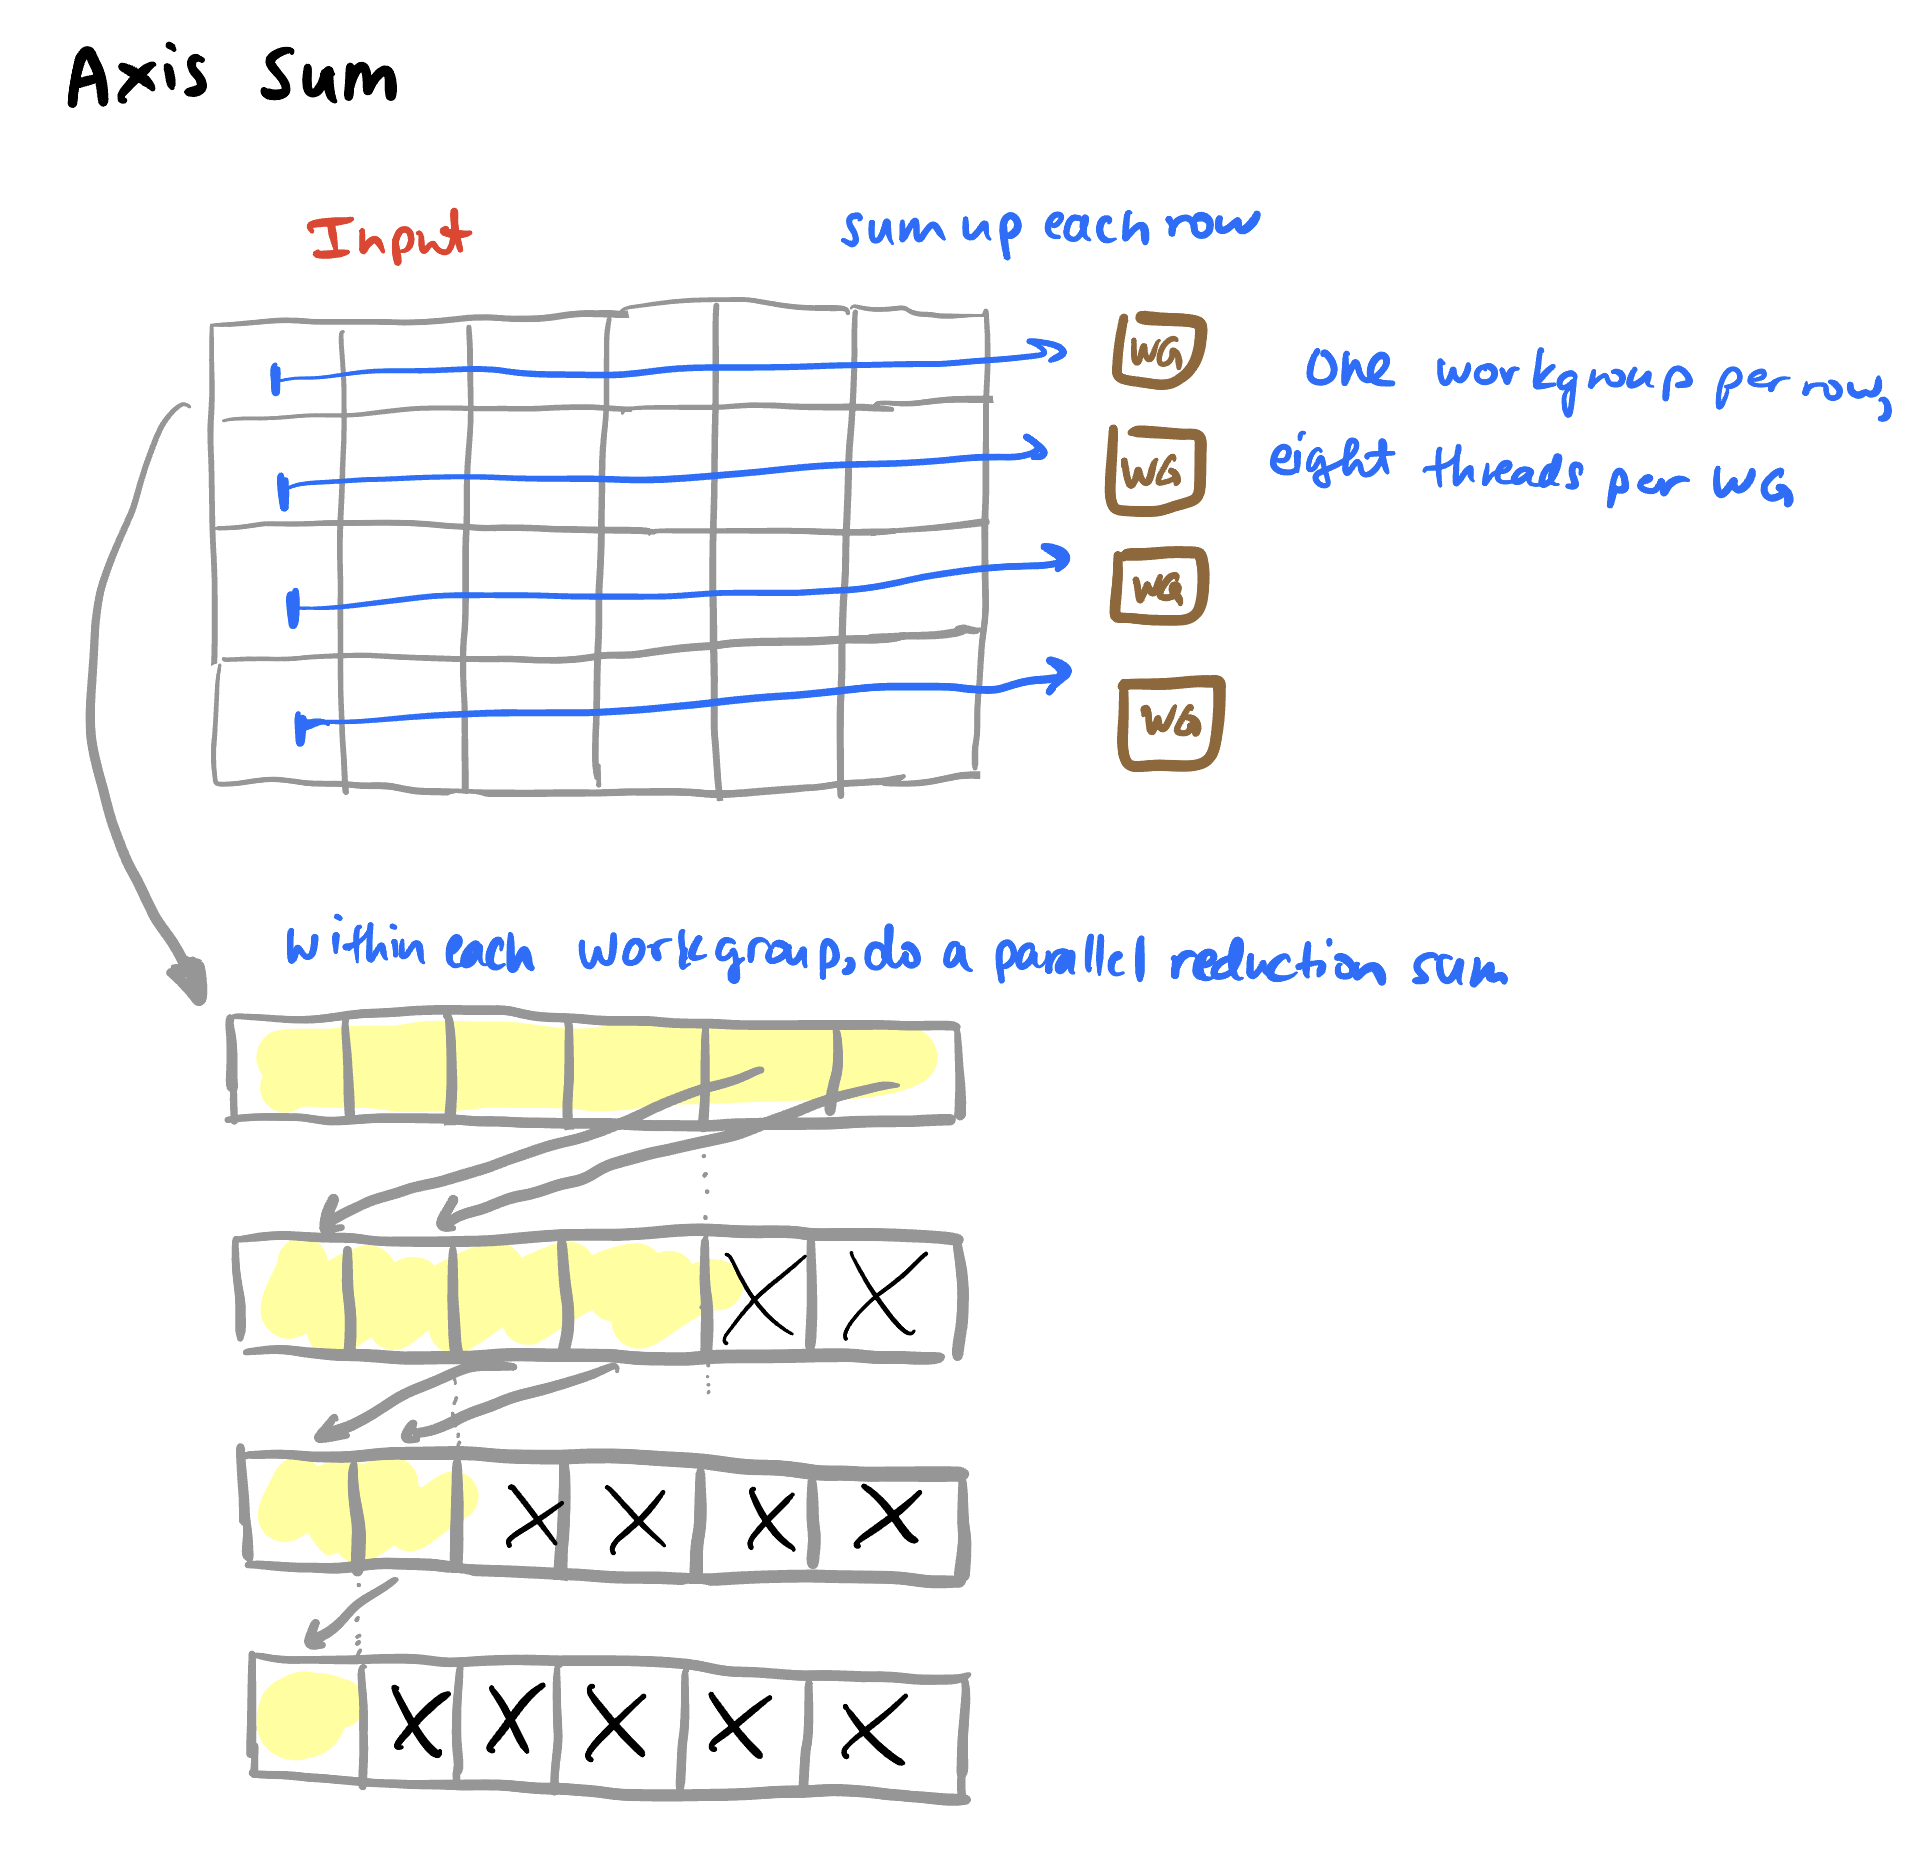 Axis Sum
Input
sum up each row
WG
One workgroup per row,
WG
eight threads per WG
WG
WG
within each workgroup, do a parallel reduction sum
X X
X X X X
X X X X X